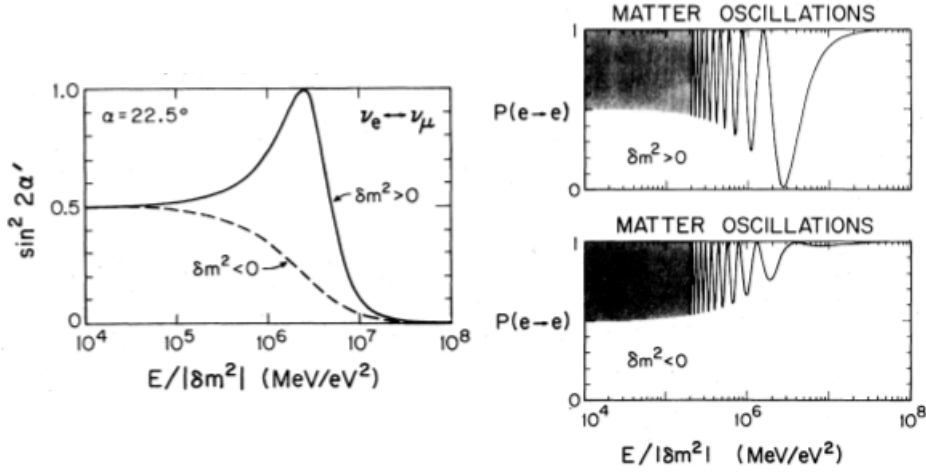 1.0
0.5
0
sin² 2α′
α = 22.5°
νe ↔ νμ
δm² > 0
δm² < 0
10⁴ 10⁵ 10⁶ 10⁷ 10⁸
E/|δm²| (MeV/eV²)
MATTER OSCILLATIONS
1
P(e→e)
δm² > 0
0
MATTER OSCILLATIONS
1
P(e→e)
δm² < 0
0
10⁴ 10⁶ 10⁸
E/|δm²| (MeV/eV²)